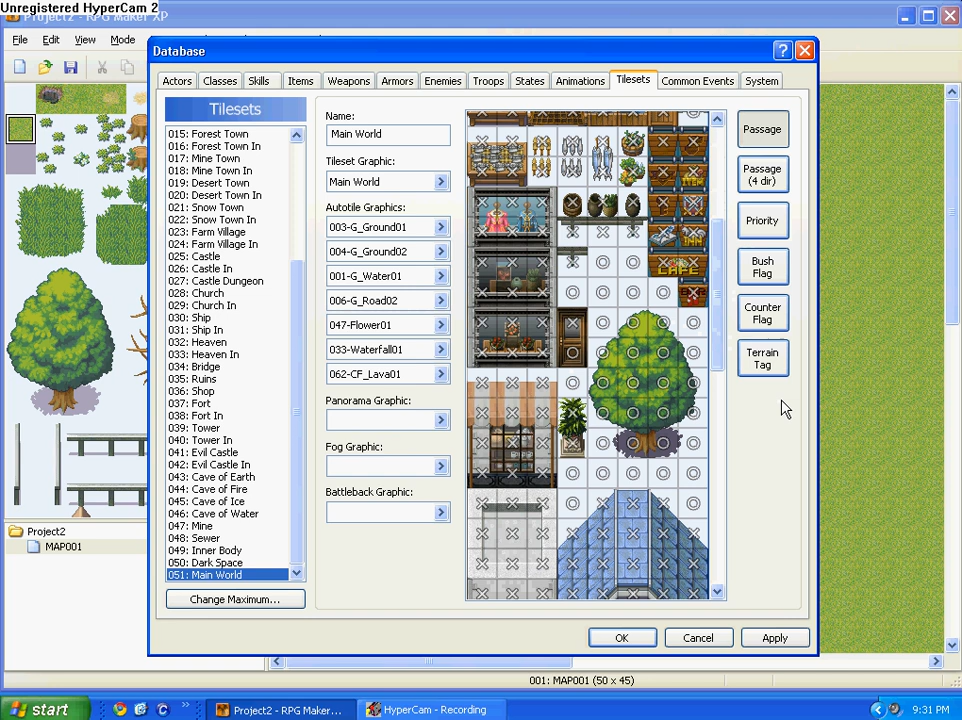 Unregistered HyperCam 2
Project2 - RPG Maker XP
File Edit View Mode
Database
Actors Classes Skills Items Weapons Armors Enemies Troops States Animations Tilesets Common Events System
Tilesets
015: Forest Town
016: Forest Town In
017: Mine Town
018: Mine Town In
019: Desert Town
020: Desert Town In
021: Snow Town
022: Snow Town In
023: Farm Village
024: Farm Village In
025: Castle
026: Castle In
027: Castle Dungeon
028: Church
029: Church In
030: Ship
031: Ship In
032: Heaven
033: Heaven In
034: Bridge
035: Ruins
036: Shop
037: Fort
038: Fort In
039: Tower
040: Tower In
041: Evil Castle
042: Evil Castle In
043: Cave of Earth
044: Cave of Fire
045: Cave of Ice
046: Cave of Water
047: Mine
048: Sewer
049: Inner Body
050: Dark Space
051: Main World
Change Maximum...
Name:
Main World
Tileset Graphic:
Main World
Autotile Graphics:
003-G_Ground01
004-G_Ground02
001-G_Water01
006-G_Road02
047-Flower01
033-Waterfall01
062-CF_Lava01
Panorama Graphic:
Fog Graphic:
Battleback Graphic:
ITEM
INN
CAFE
Passage
Passage
(4 dir)
Priority
Bush
Flag
Counter
Flag
Terrain
Tag
OK Cancel Apply
Project2
MAP001
001: MAP001 (50 x 45)
start
Project2 - RPG Maker...
HyperCam - Recording
9:31 PM